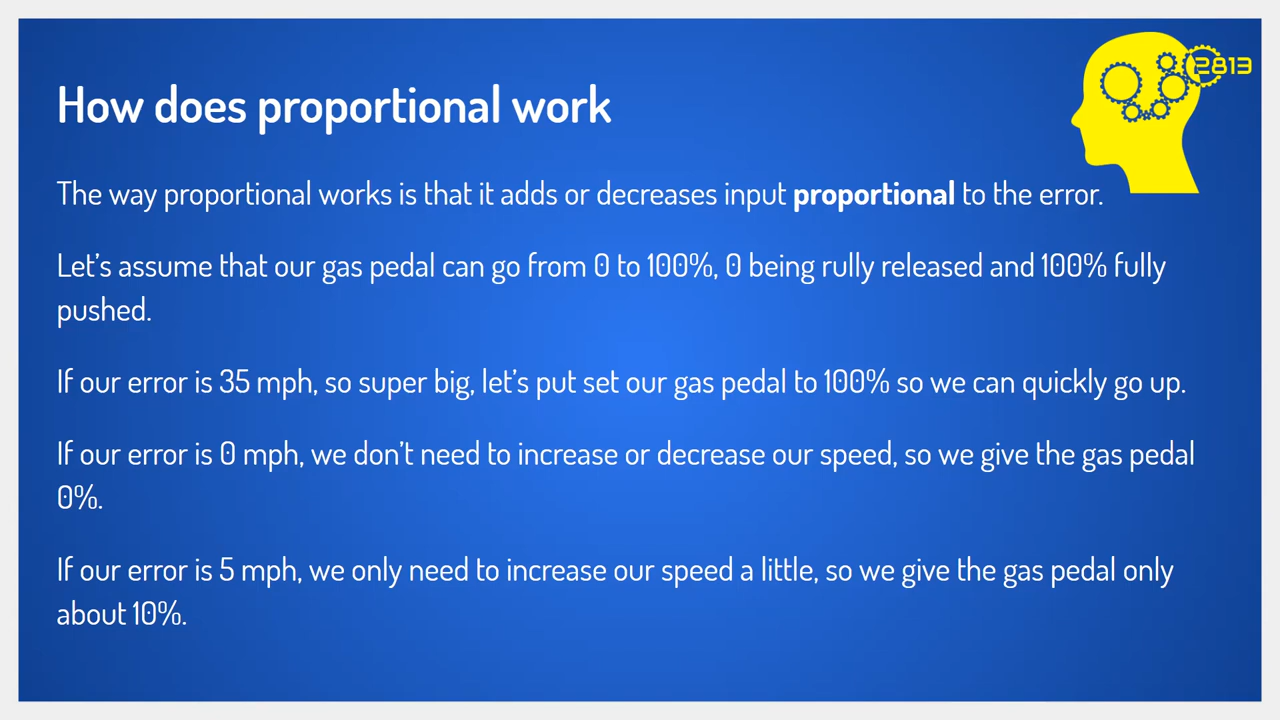 2813
How does proportional work
The way proportional works is that it adds or decreases input proportional to the error.
Let's assume that our gas pedal can go from 0 to 100%, 0 being rully released and 100% fully
pushed.
If our error is 35 mph, so super big, let's put set our gas pedal to 100% so we can quickly go up.
If our error is 0 mph, we don't need to increase or decrease our speed, so we give the gas pedal
0%.
If our error is 5 mph, we only need to increase our speed a little, so we give the gas pedal only
about 10%.